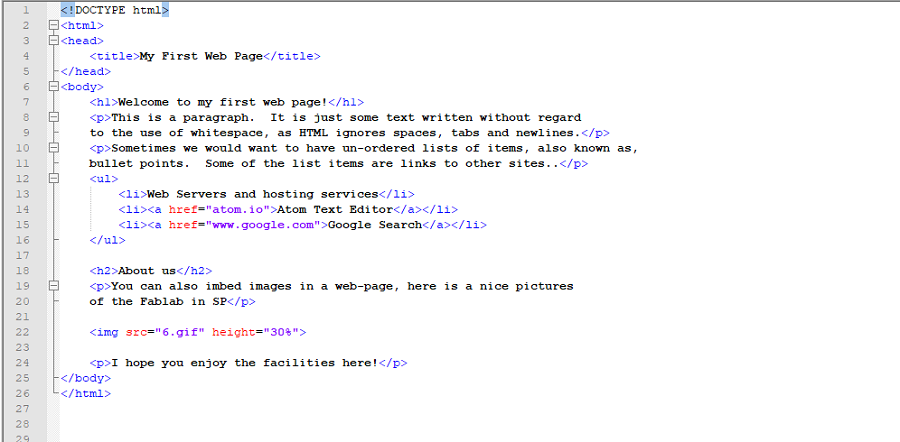 1 <!DOCTYPE html>
2 <html>
3 <head>
4 <title>My First Web Page</title>
5 </head>
6 <body>
7 <h1>Welcome to my first web page!</h1>
8 <p>This is a paragraph.  It is just some text written without regard
9 to the use of whitespace, as HTML ignores spaces, tabs and newlines.</p>
10 <p>Sometimes we would want to have un-ordered lists of items, also known as,
11 bullet points.  Some of the list items are links to other sites..</p>
12 <ul>
13 <li>Web Servers and hosting services</li>
14 <li><a href="atom.io">Atom Text Editor</a></li>
15 <li><a href="www.google.com">Google Search</a></li>
16 </ul>
17
18 <h2>About us</h2>
19 <p>You can also imbed images in a web-page, here is a nice pictures
20 of the Fablab in SP</p>
21
22 <img src="6.gif" height="30%">
23
24 <p>I hope you enjoy the facilities here!</p>
25 </body>
26 </html>
27
28
29